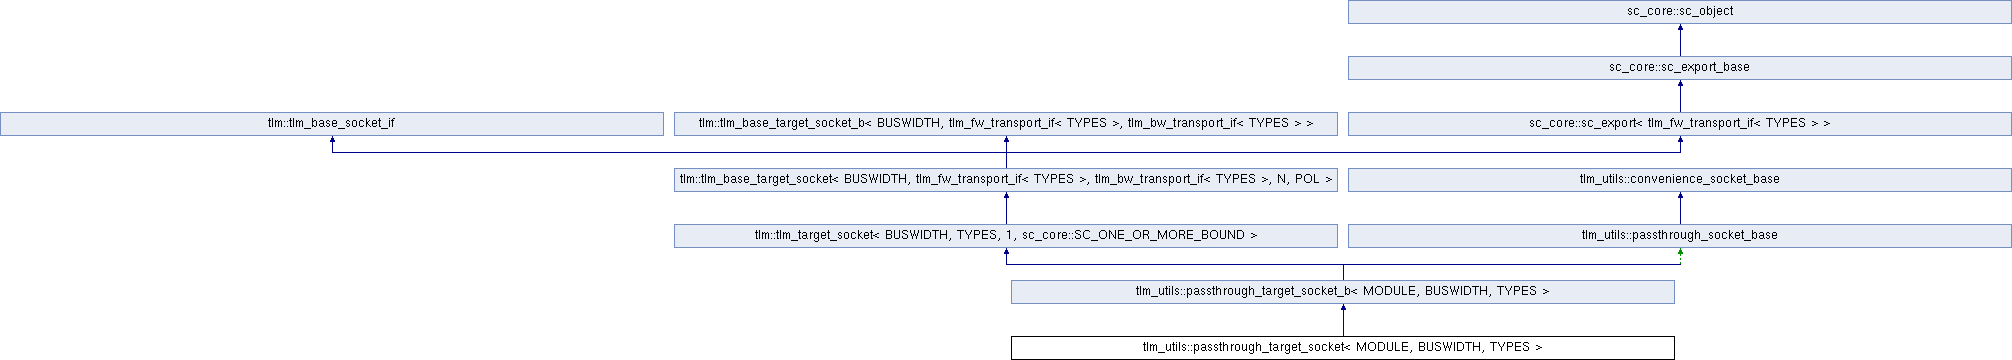 sc_core::sc_object
sc_core::sc_export_base
tlm::tlm_base_socket_if
tlm::tlm_base_target_socket_b< BUSWIDTH, tlm_fw_transport_if< TYPES >, tlm_bw_transport_if< TYPES > >
sc_core::sc_export< tlm_fw_transport_if< TYPES > >
tlm::tlm_base_target_socket< BUSWIDTH, tlm_fw_transport_if< TYPES >, tlm_bw_transport_if< TYPES >, N, POL >
tlm_utils::convenience_socket_base
tlm::tlm_target_socket< BUSWIDTH, TYPES, 1, sc_core::SC_ONE_OR_MORE_BOUND >
tlm_utils::passthrough_socket_base
tlm_utils::passthrough_target_socket_b< MODULE, BUSWIDTH, TYPES >
tlm_utils::passthrough_target_socket< MODULE, BUSWIDTH, TYPES >